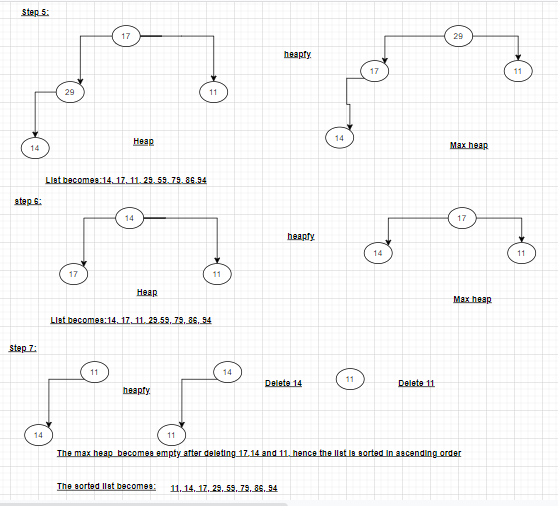 Step 5:
17
29
heapfy
29
11
17
11
14
14
Heap
Max heap
List becomes:14, 17, 11, 29, 59, 79, 86,94
step 6:
14
17
heapfy
17
11
14
11
Heap
Max heap
List becomes:14, 17, 11, 29,59, 79, 86, 94
Step 7:
11
14
11
heapfy
Delete 14
Delete 11
14
11
The max heap becomes empty after deleting 17,14 and 11, hence the list is sorted in ascending order
The sorted list becomes: 11, 14, 17, 29, 59, 79, 86, 94